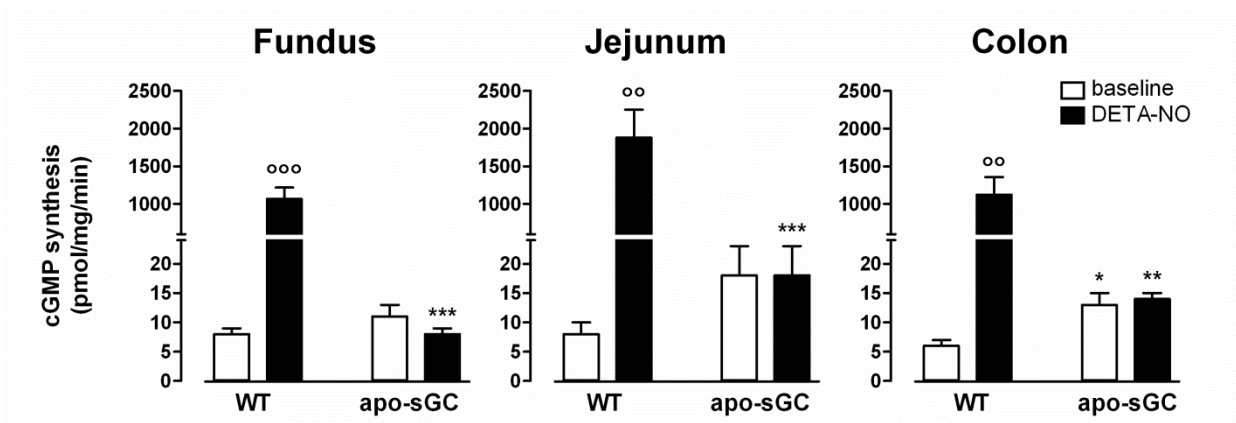 Fundus
Jejunum
Colon
cGMP synthesis
(pmol/mg/min)
2500
2000
1500
1000
20
15
10
5
0
°°°
***
WT
apo-sGC
2500
2000
1500
1000
20
15
10
5
0
°°
***
WT
apo-sGC
2500
2000
1500
1000
20
15
10
5
0
°°
*
**
WT
apo-sGC
baseline
DETA-NO